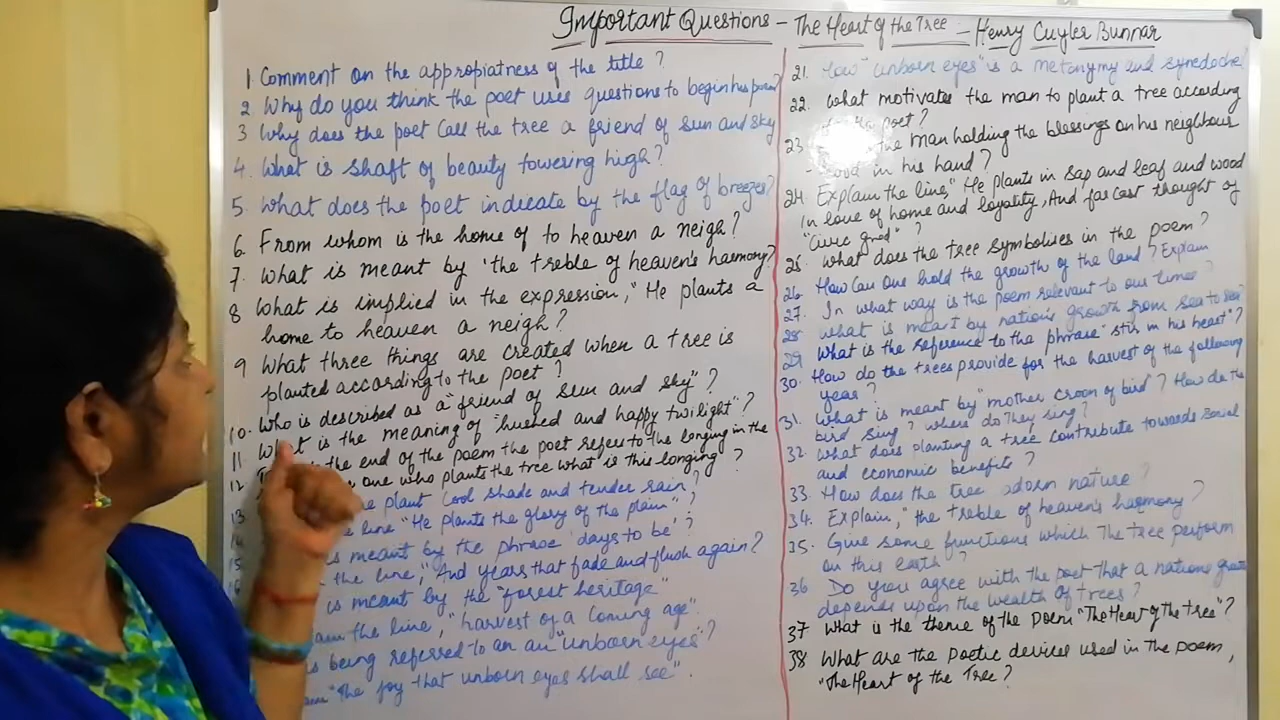 Important Questions - The Heart of the Tree - Henry Cuyler Bunnar
1 Comment on the appropiatness of the title?
2. Why do you think the poet uses questions to begin his poem?
3 Why does the poet call the tree a friend of sun and sky
4. What is shaft of beauty towering high?
5. What does the poet indicate by the flag of breezes?
6. From whom is the home of to heaven a neigh?
7. What is meant by 'the treble of heaven's harmony?
8 What is implied in the expression, "He plants a
home to heaven a neigh?
9 What three things are created when a tree is
planted according to the poet?
10. Who is described as a "friend of sun and sky"?
11. What is the meaning of "hushed and happy twilight"?
12 the end of the poem the poet refers to the longing in the
one who plants the tree what is this longing?
13 plant cool shade and tender rain?
14 line "He plants the glory of the plain"?
15 is meant by the phrase 'days to be'?
16 the line, "And years that fade and flush again?
is meant by the "forest heritage"
the line, "harvest of a coming age".
being referred to an an "unborn eyes"?
"The joy that unborn eyes shall see".
21. How "unborn eyes" is a metonymy and synedoche
22. What motivates the man to plant a tree according
poet?
23. the man holding the blessings on his neighbour
in his hand?
24. Explain the line, "He plants in sap and leaf and wood
In love of home and loyality, And far cast thought of
"Civic good"?
25. What does the tree symbolises in the poem?
26. How can one hold the growth of the land? Explain
27. In what way is the poem relevant to our times?
28 What is meant by nation's growth from sea to sea?
29 What is the reference to the phrase "stir in his heart"?
30. How do the trees provide for the harvest of the following
year?
31. What is meant by "mother croon of bird"? How do the
bird sing? Where do they sing?
32. What does planting a tree contribute towards social
and economic benefits?
33. How does the tree adorn nature?
34. Explain, "the treble of heaven's harmony?
35. Give some functions which the tree perform
on this earth?
36 Do you agree with the poet that a nations growth
depends upon the wealth of trees?
37 What is the theme of the Poem "The Heart of the tree"?
38 What are the poetic devices used in the poem,
"The Heart of the Tree?